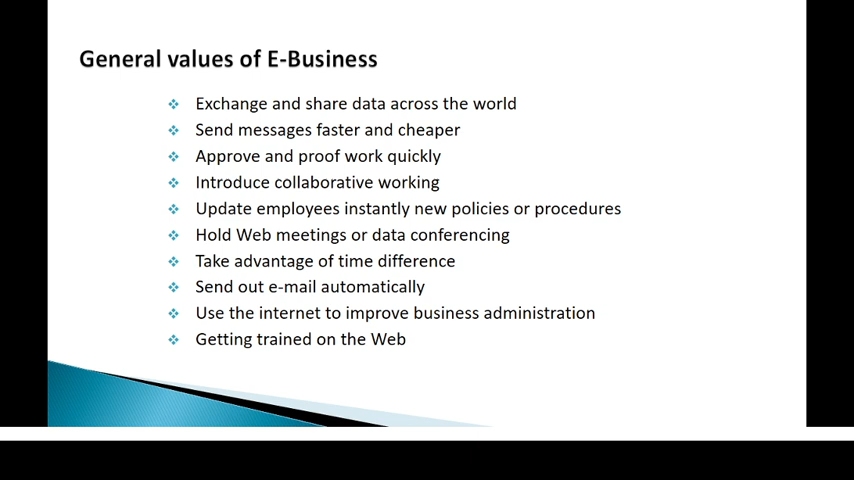 General values of E-Business
Exchange and share data across the world
Send messages faster and cheaper
Approve and proof work quickly
Introduce collaborative working
Update employees instantly new policies or procedures
Hold Web meetings or data conferencing
Take advantage of time difference
Send out e-mail automatically
Use the internet to improve business administration
Getting trained on the Web